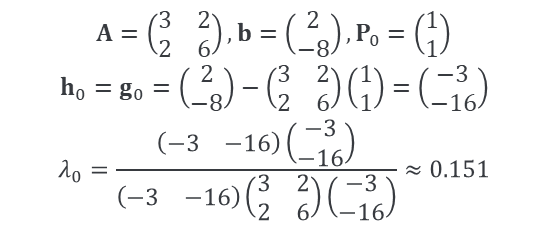 𝐀 = (3 2; 2 6), 𝐛 = (2; −8), 𝐏₀ = (1; 1)
𝐡₀ = 𝐠₀ = (2; −8) − (3 2; 2 6)(1; 1) = (−3; −16)
λ₀ = (−3 −16)(−3; −16) / (−3 −16)(3 2; 2 6)(−3; −16) ≈ 0.151